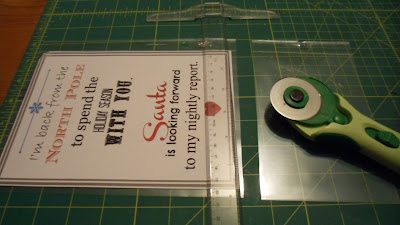 I'm back from the
NORTH POLE
to spend the
HOLIDAY SEASON
WITH YOU.
Santa
is looking forward
to my nightly report.